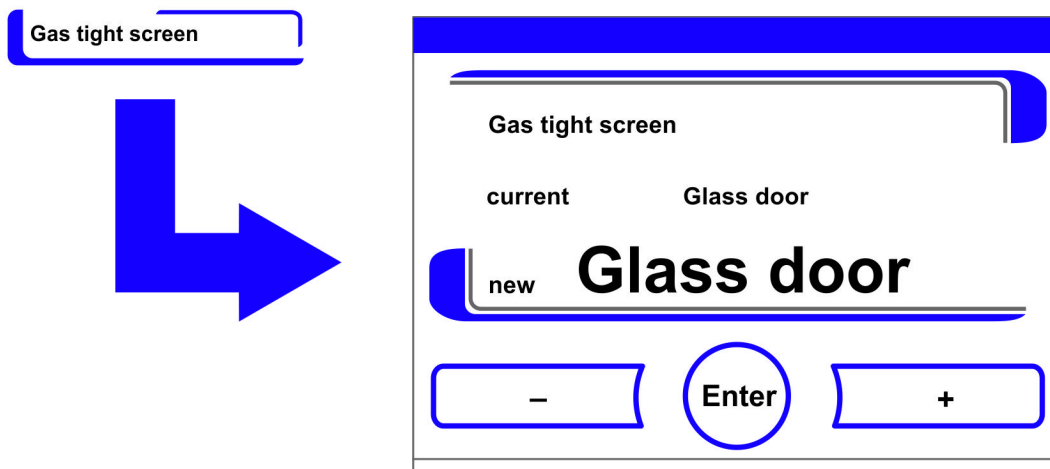 Gas tight screen
Gas tight screen
current Glass door
new Glass door
– Enter +